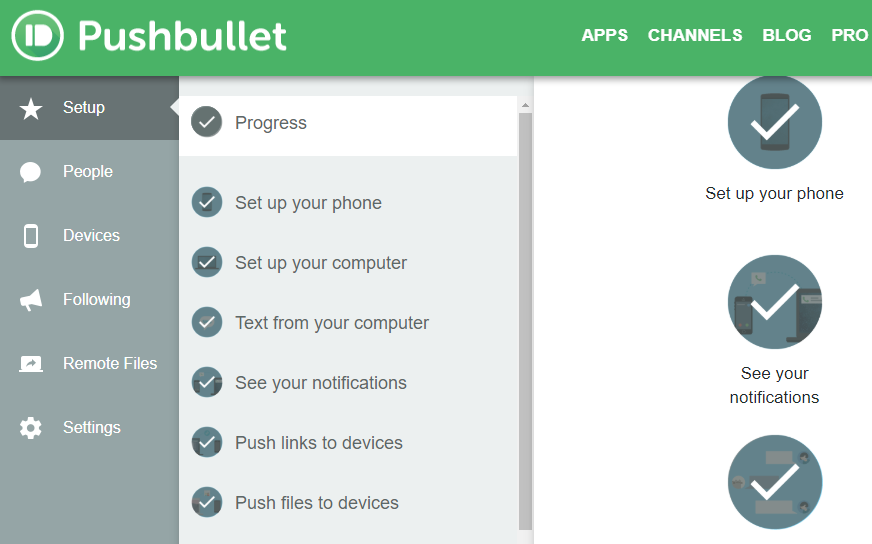 Pushbullet
APPS CHANNELS BLOG PRO
Setup
People
Devices
Following
Remote Files
Settings
Progress
Set up your phone
Set up your computer
Text from your computer
See your notifications
Push links to devices
Push files to devices
Set up your phone
See your
notifications